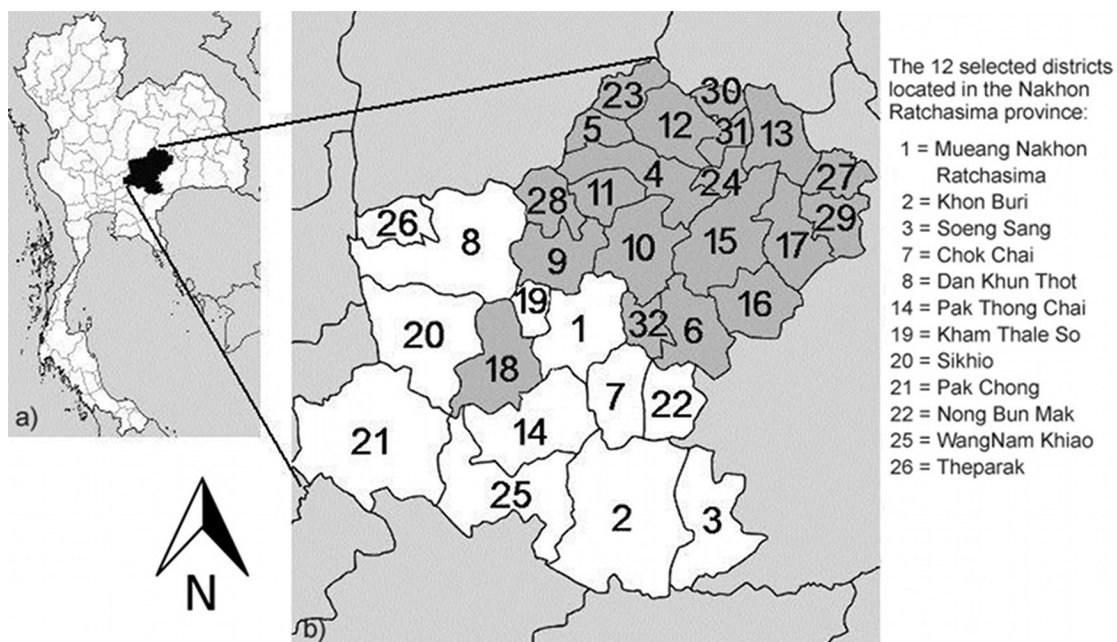 The 12 selected districts
located in the Nakhon
Ratchasima province:
1 = Mueang Nakhon
Ratchasima
2 = Khon Buri
3 = Soeng Sang
7 = Chok Chai
8 = Dan Khun Thot
14 = Pak Thong Chai
19 = Kham Thale So
20 = Sikhio
21 = Pak Chong
22 = Nong Bun Mak
25 = WangNam Khiao
26 = Theparak
a)
N
b)
23
30
5
12
31
13
4
24
27
28
11
29
26
8
10
15
17
9
19
16
1
32
6
20
18
7
22
21
14
25
2
3